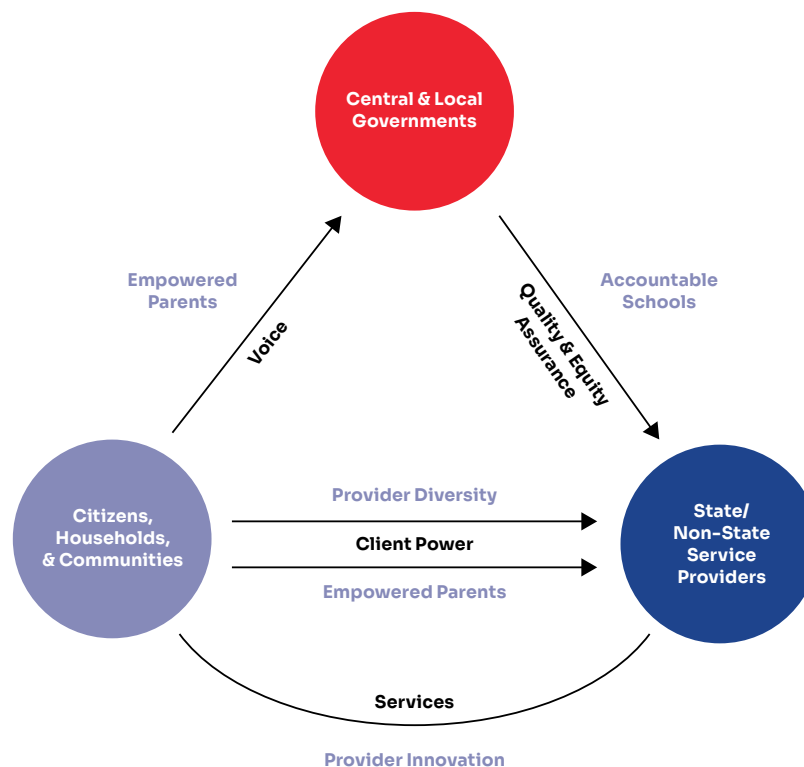 Central & Local
Governments
Empowered
Parents
Voice
Quality & Equity
Assurance
Accountable
Schools
Citizens,
Households,
& Communities
Provider Diversity
Client Power
Empowered Parents
State/
Non-State
Service
Providers
Services
Provider Innovation